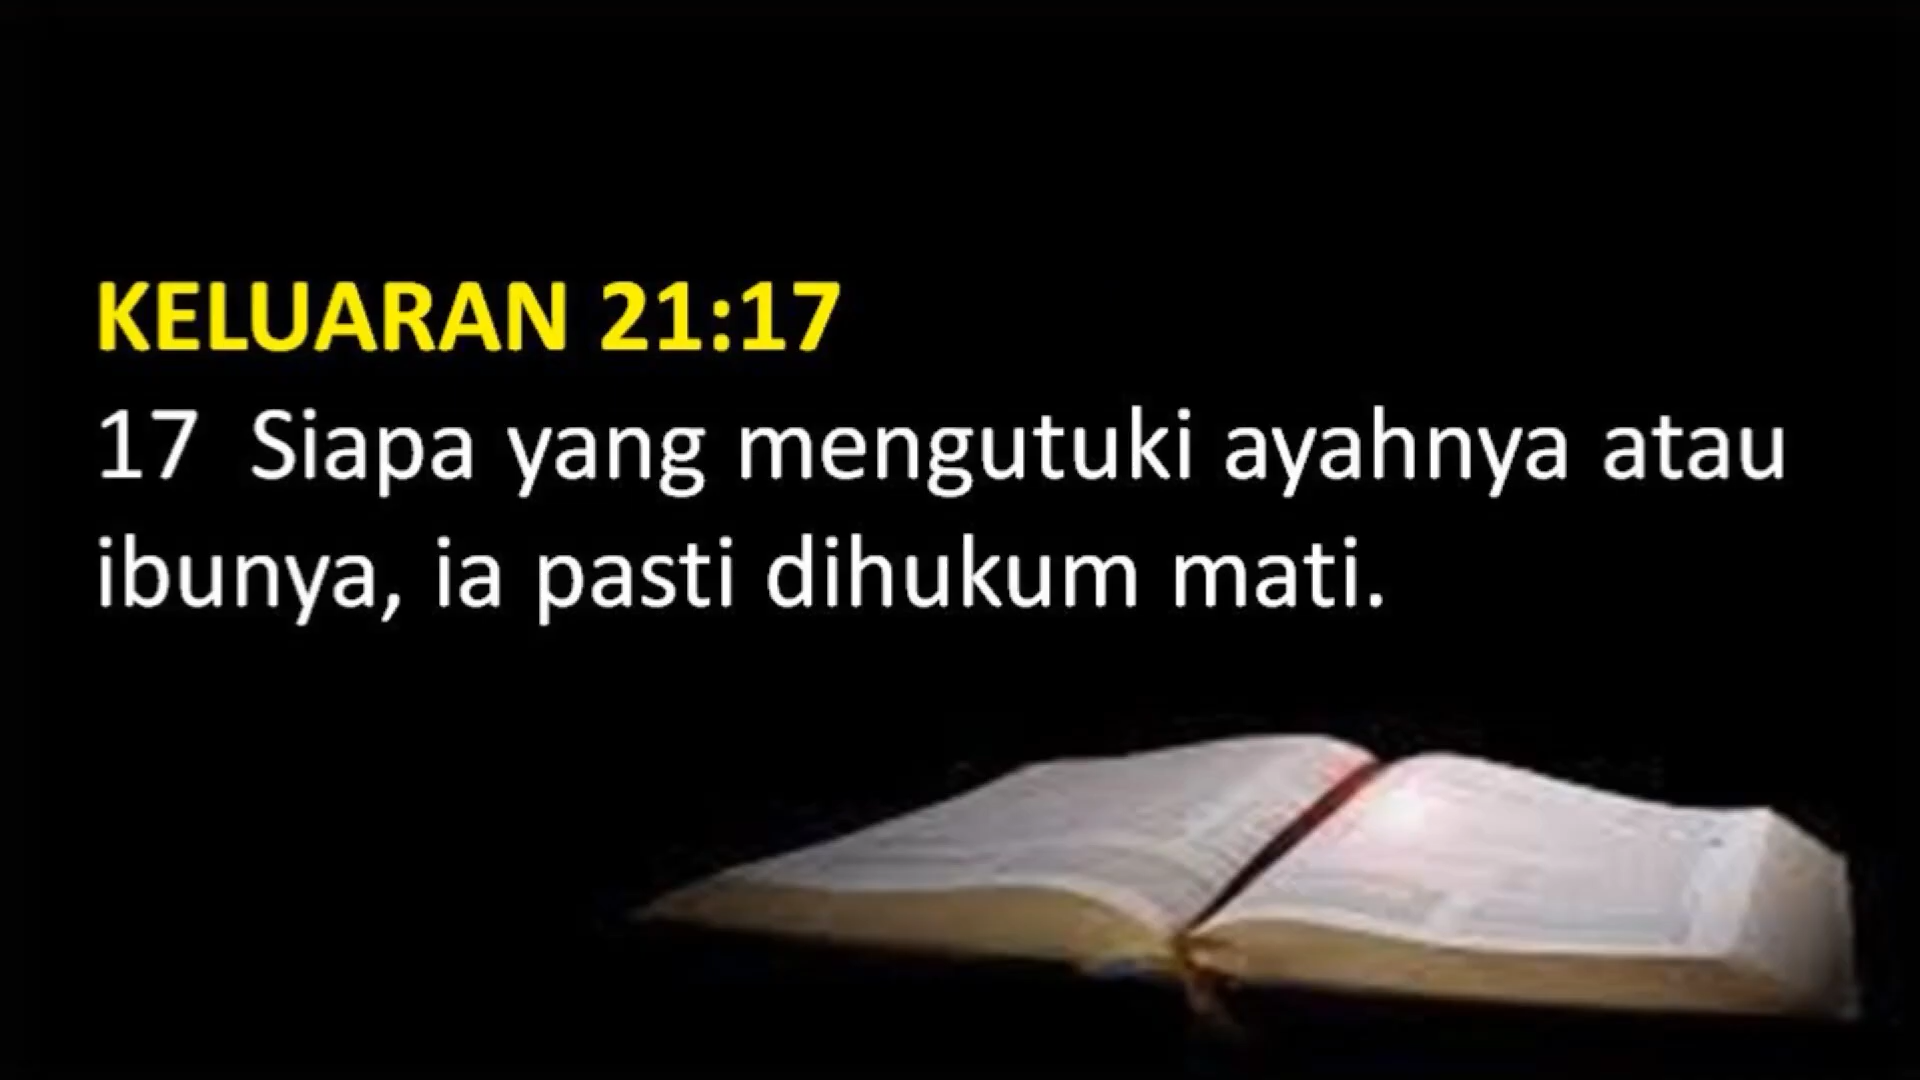 KELUARAN 21:17
17 Siapa yang mengutuki ayahnya atau
ibunya, ia pasti dihukum mati.